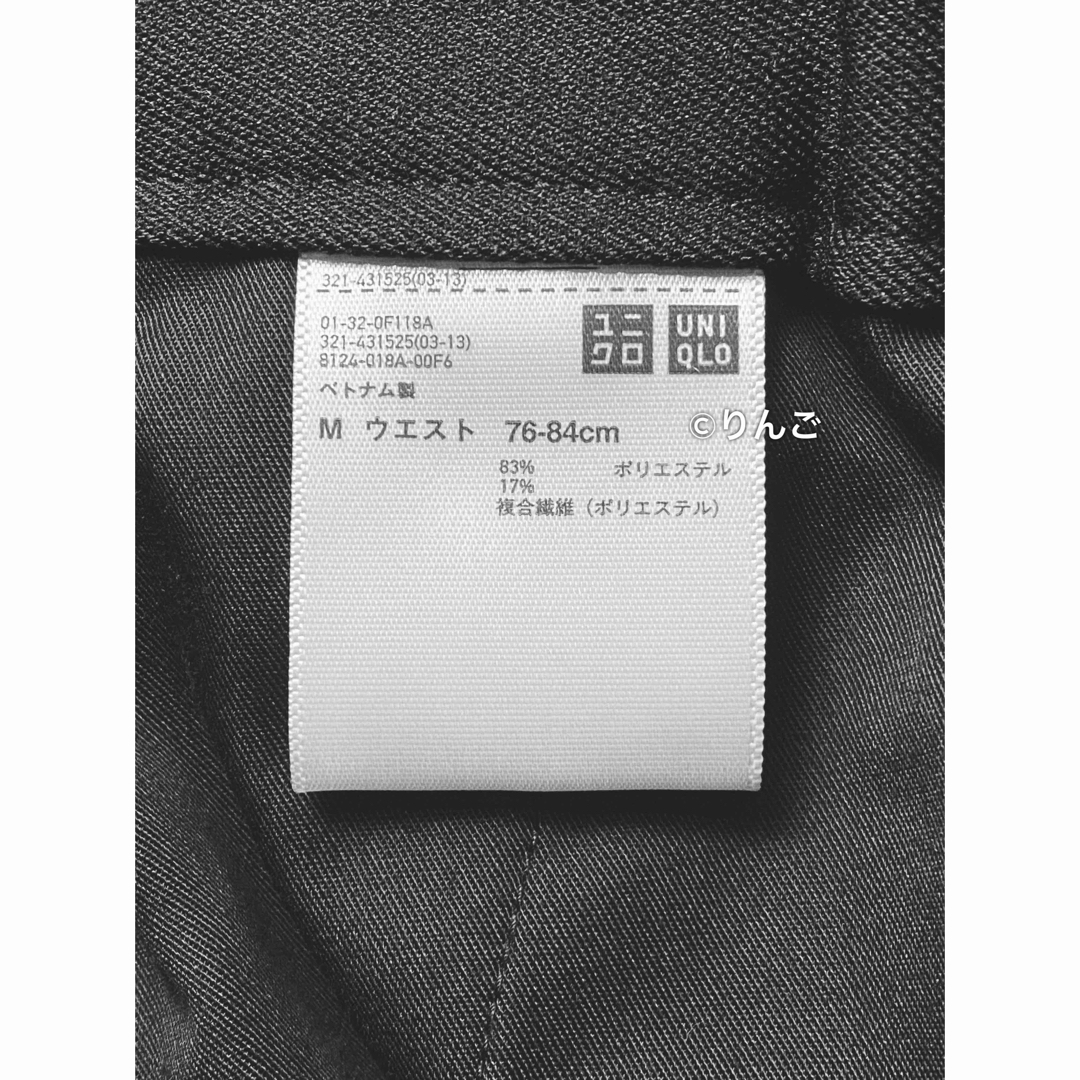 321-431525(03-13)
01-32-0F118A
321-431525(03-13)
8124-018A-00F6
ユニ
クロ
UNI
QLO
ベトナム製
M ウエスト 76-84cm
©りんご
83% ポリエステル
17%
複合繊維（ポリエステル）